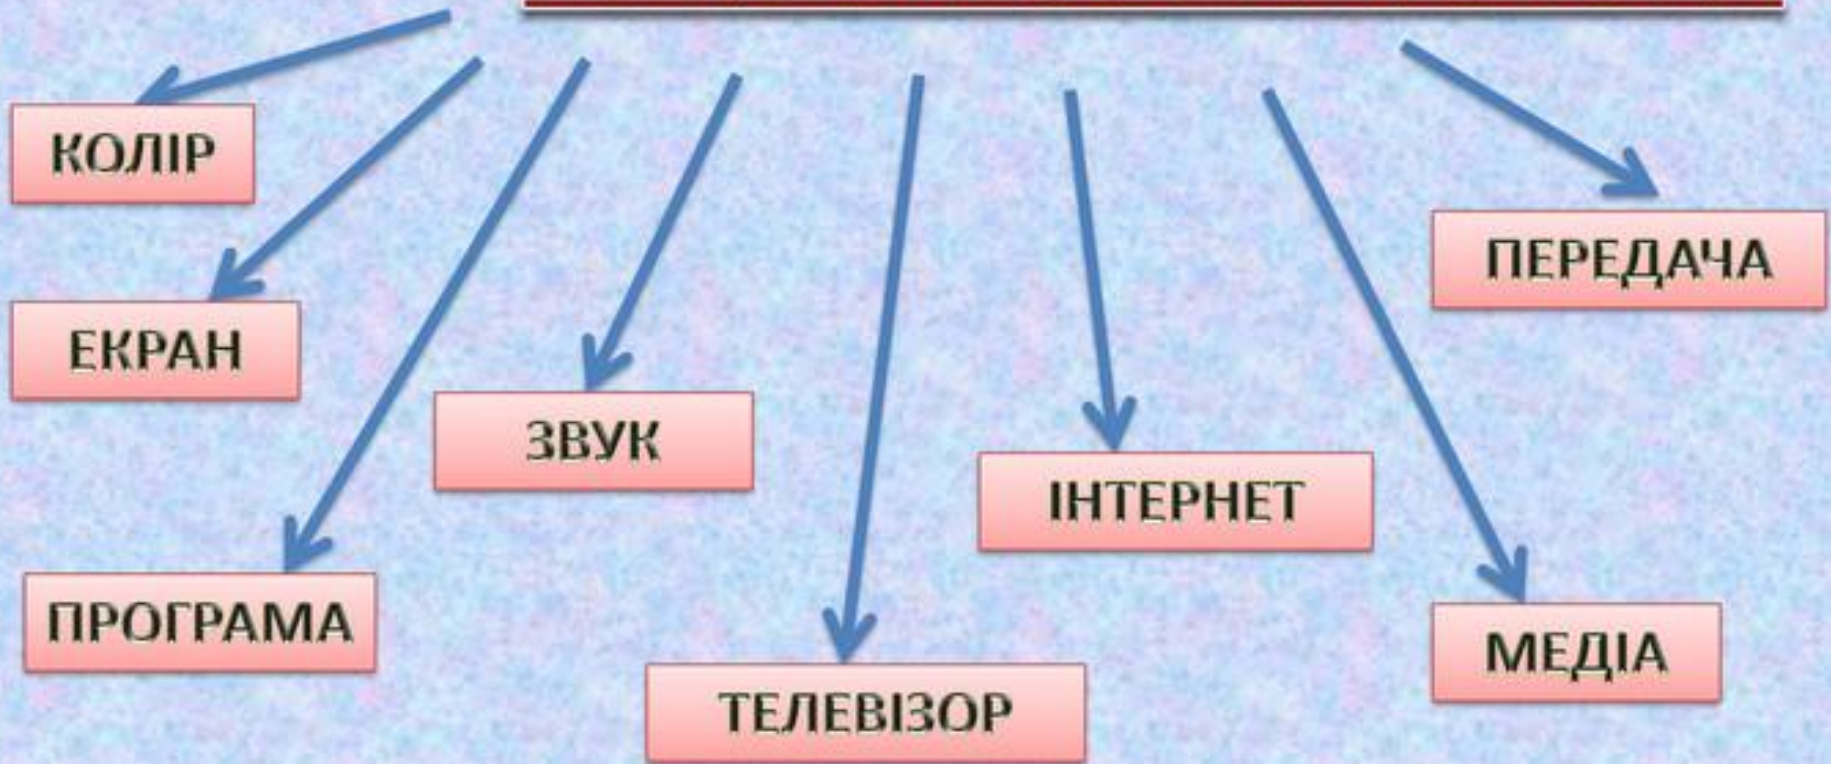 КОЛІР
ПЕРЕДАЧА
ЕКРАН
ЗВУК
ІНТЕРНЕТ
ПРОГРАМА
МЕДІА
ТЕЛЕВІЗОР